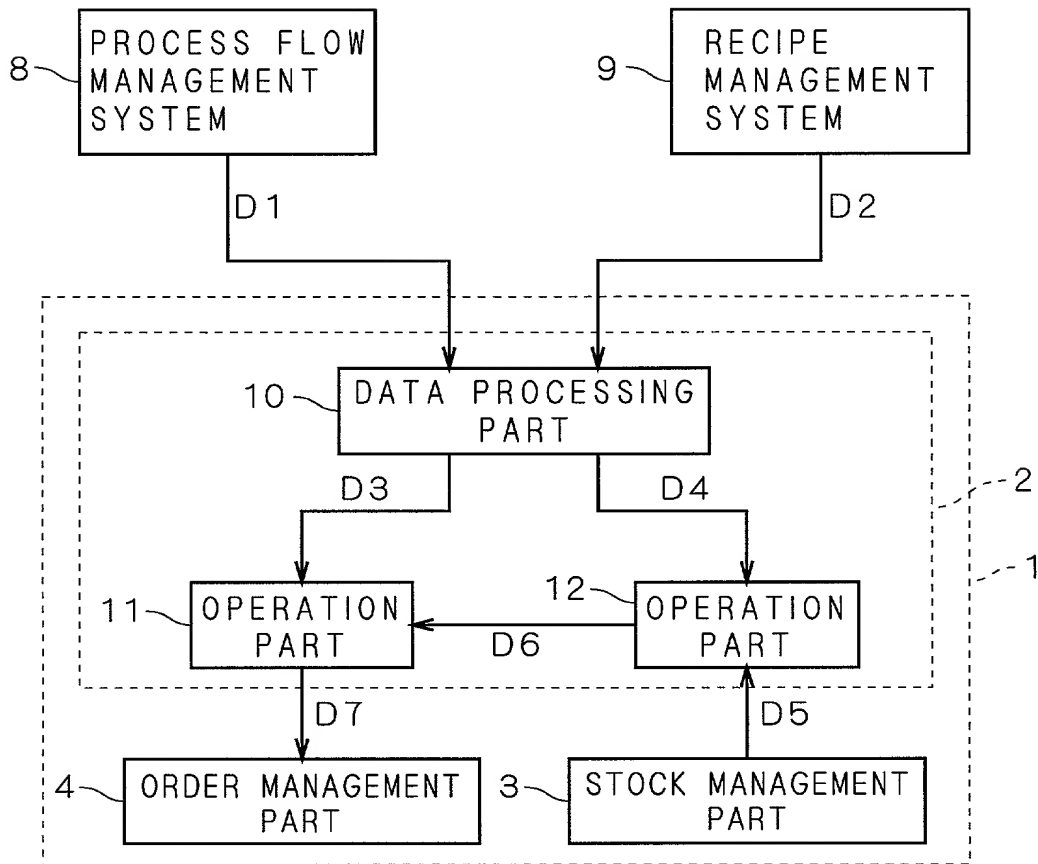 PROCESS FLOW
MANAGEMENT
SYSTEM
8
RECIPE
MANAGEMENT
SYSTEM
9
D1
D2
DATA PROCESSING
PART
10
D3
D4
2
1
OPERATION
PART
11
12
OPERATION
PART
D6
D7
D5
ORDER MANAGEMENT
PART
4
3
STOCK MANAGEMENT
PART